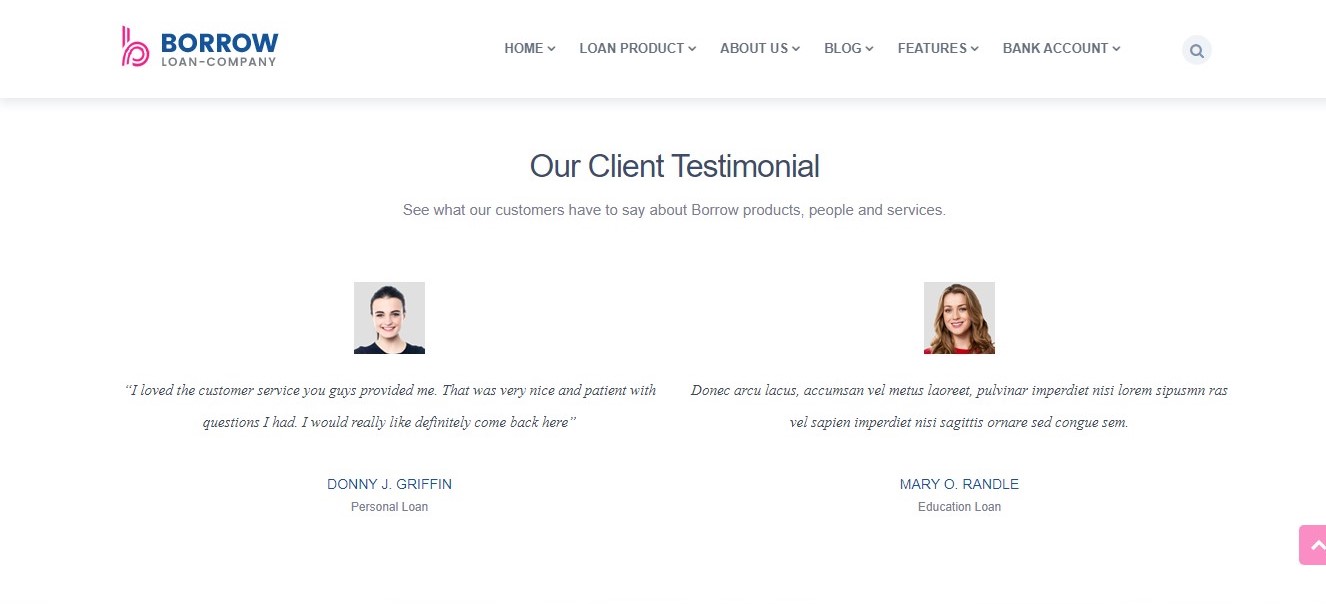 BORROW
LOAN-COMPANY
HOME
LOAN PRODUCT
ABOUT US
BLOG
FEATURES
BANK ACCOUNT
Our Client Testimonial
See what our customers have to say about Borrow products, people and services.
“I loved the customer service you guys provided me. That was very nice and patient with
questions I had. I would really like definitely come back here”
DONNY J. GRIFFIN
Personal Loan
Donec arcu lacus, accumsan vel metus laoreet, pulvinar imperdiet nisi lorem sipusmn ras
vel sapien imperdiet nisi sagittis ornare sed congue sem.
MARY O. RANDLE
Education Loan